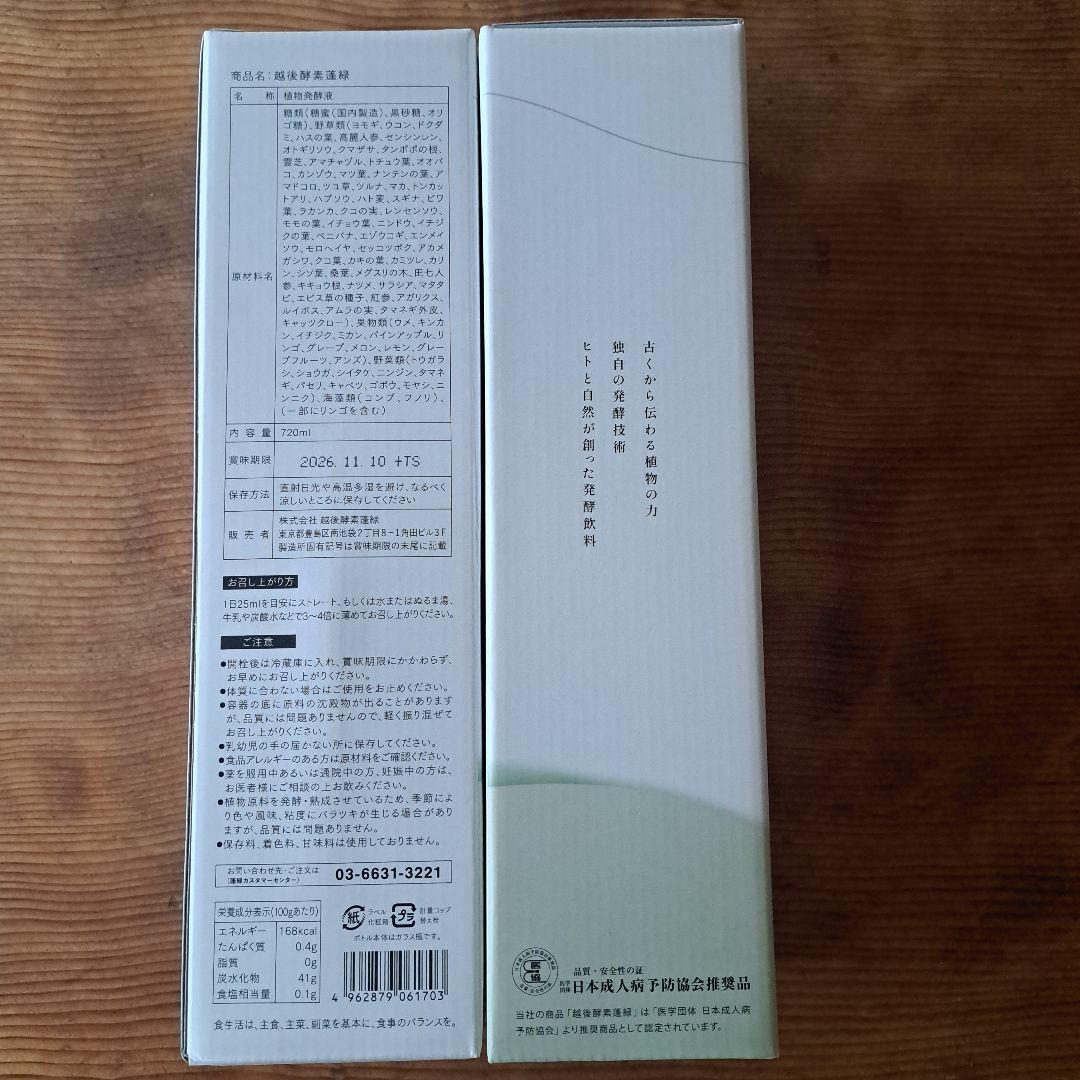 商品名：越後酵素蓬緑
名 称 植物発酵液
原材料名
糖類（糖蜜（国内製造）、黒砂糖、オリ
ゴ糖）、野草類（ヨモギ、ウコン、ドクダ
ミ、ハスの葉、高麗人参、センシンレン、
オトギリソウ、クマザサ、タンポポの根、
霊芝、アマチャヅル、トチュウ葉、オオバ
コ、カンゾウ、マツ葉、ナンテンの葉、ア
マドコロ、ツユ草、ツルナ、マカ、トンカッ
トアリ、ハブソウ、ハト麦、スギナ、ビワ
葉、ラカンカ、クコの実、レンセンソウ、
モモの葉、イチョウ葉、ニンドウ、イチジ
クの葉、ベニバナ、エゾウコギ、エンメイ
ソウ、モロヘイヤ、セッコツボク、アカメ
ガシワ、クコ葉、カキの葉、カミツレ、カリ
ン、シソ葉、桑葉、メグスリの木、田七人
参、キキョウ根、ナツメ、サラシア、マタタ
ビ、エビス草の種子、紅参、アガリクス、
ルイボス、アムラの実、タマネギ外皮、
キャッツクロー）、果物類（ウメ、キンカ
ン、イチジク、ミカン、パインアップル、リ
ンゴ、グレープ、メロン、レモン、グレー
プフルーツ、アンズ）、野菜類（トウガラ
シ、ショウガ、シイタケ、ニンジン、タマネ
ギ、パセリ、キャベツ、ゴボウ、モヤシ、ニ
ンニク）、海藻類（コンブ、フノリ）、
（一部にリンゴを含む）
内 容 量 720ml
賞味期限 2026. 11. 10 +TS
保存方法 直射日光や高温多湿を避け、なるべく
涼しいところに保存してください
販 売 者 株式会社 越後酵素蓬緑
東京都豊島区南池袋2丁目8-1角田ビル3F
製造所固有記号は賞味期限の末尾に記載
お召し上がり方
1日25mlを目安にストレート、もしくは水またはぬるま湯、
牛乳や炭酸水などで3〜4倍に薄めてお召し上がりください。
ご注意
●開栓後は冷蔵庫に入れ、賞味期限にかかわらず、
お早めにお召し上がりください。
●体質に合わない場合はご使用をお止めください。
●容器の底に原料の沈殿物が出ることがあります
が、品質には問題ありませんので、軽く振り混ぜて
お召し上がりください。
●乳幼児の手の届かない所に保存してください。
●食品アレルギーのある方は原材料をご確認ください。
●薬を服用中あるいは通院中の方、妊娠中の方は、
お医者様にご相談の上お飲みください。
●植物原料を発酵・熟成させているため、季節によ
り色や風味、粘度にバラツキが生じる場合があり
ますが、品質には問題ありません。
●保存料、着色料、甘味料は使用しておりません。
お問い合わせ先・ご注文は
（蓬緑カスタマーセンター） 03-6631-3221
栄養成分表示（100gあたり）
エネルギー 168kcal
たんぱく質 0.4g
脂質 0g
炭水化物 41g
食塩相当量 0.1g
紙 ラベル
化粧箱
プラ 計量コップ
替え栓
ボトル本体はガラス瓶です。
4 962879 061703
食生活は、主食、主菜、副菜を基本に、食事のバランスを。
古くから伝わる植物の力
独自の発酵技術
ヒトと自然が創った発酵飲料
品質・安全性の証
医学
団体 日本成人病予防協会推奨品
当社の商品「越後酵素蓬緑」は「医学団体 日本成人病
予防協会」より推奨商品として認定されています。